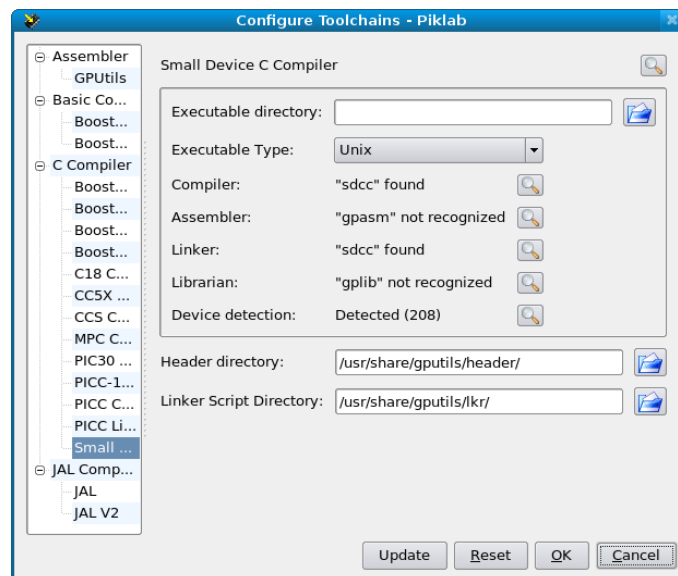 Configure Toolchains - Piklab
Assembler
GPUtils
Basic Co...
Boost...
Boost...
C Compiler
Boost...
Boost...
Boost...
Boost...
C18 C...
CC5X ...
CCS C...
MPC C...
PIC30 ...
PICC-1...
PICC C...
PICC Li...
Small ...
JAL Comp...
JAL
JAL V2
Small Device C Compiler
Executable directory:
Executable Type: Unix
Compiler: "sdcc" found
Assembler: "gpasm" not recognized
Linker: "sdcc" found
Librarian: "gplib" not recognized
Device detection: Detected (208)
Header directory: /usr/share/gputils/header/
Linker Script Directory: /usr/share/gputils/lkr/
Update Reset OK Cancel